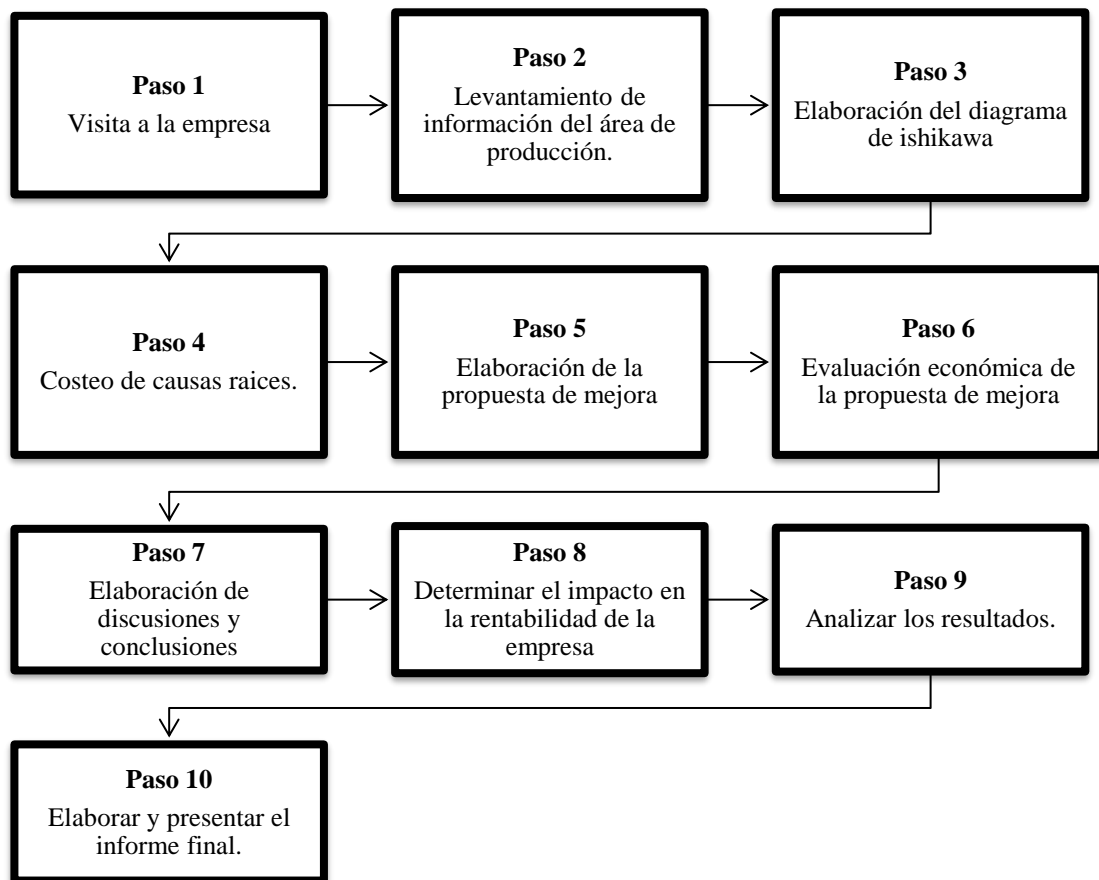 Paso 1
Visita a la empresa
Paso 2
Levantamiento de
información del área de
producción.
Paso 3
Elaboración del diagrama
de ishikawa
Paso 4
Costeo de causas raices.
Paso 5
Elaboración de la
propuesta de mejora
Paso 6
Evaluación económica de
la propuesta de mejora
Paso 7
Elaboración de
discusiones y
conclusiones
Paso 8
Determinar el impacto en
la rentabilidad de la
empresa
Paso 9
Analizar los resultados.
Paso 10
Elaborar y presentar el
informe final.